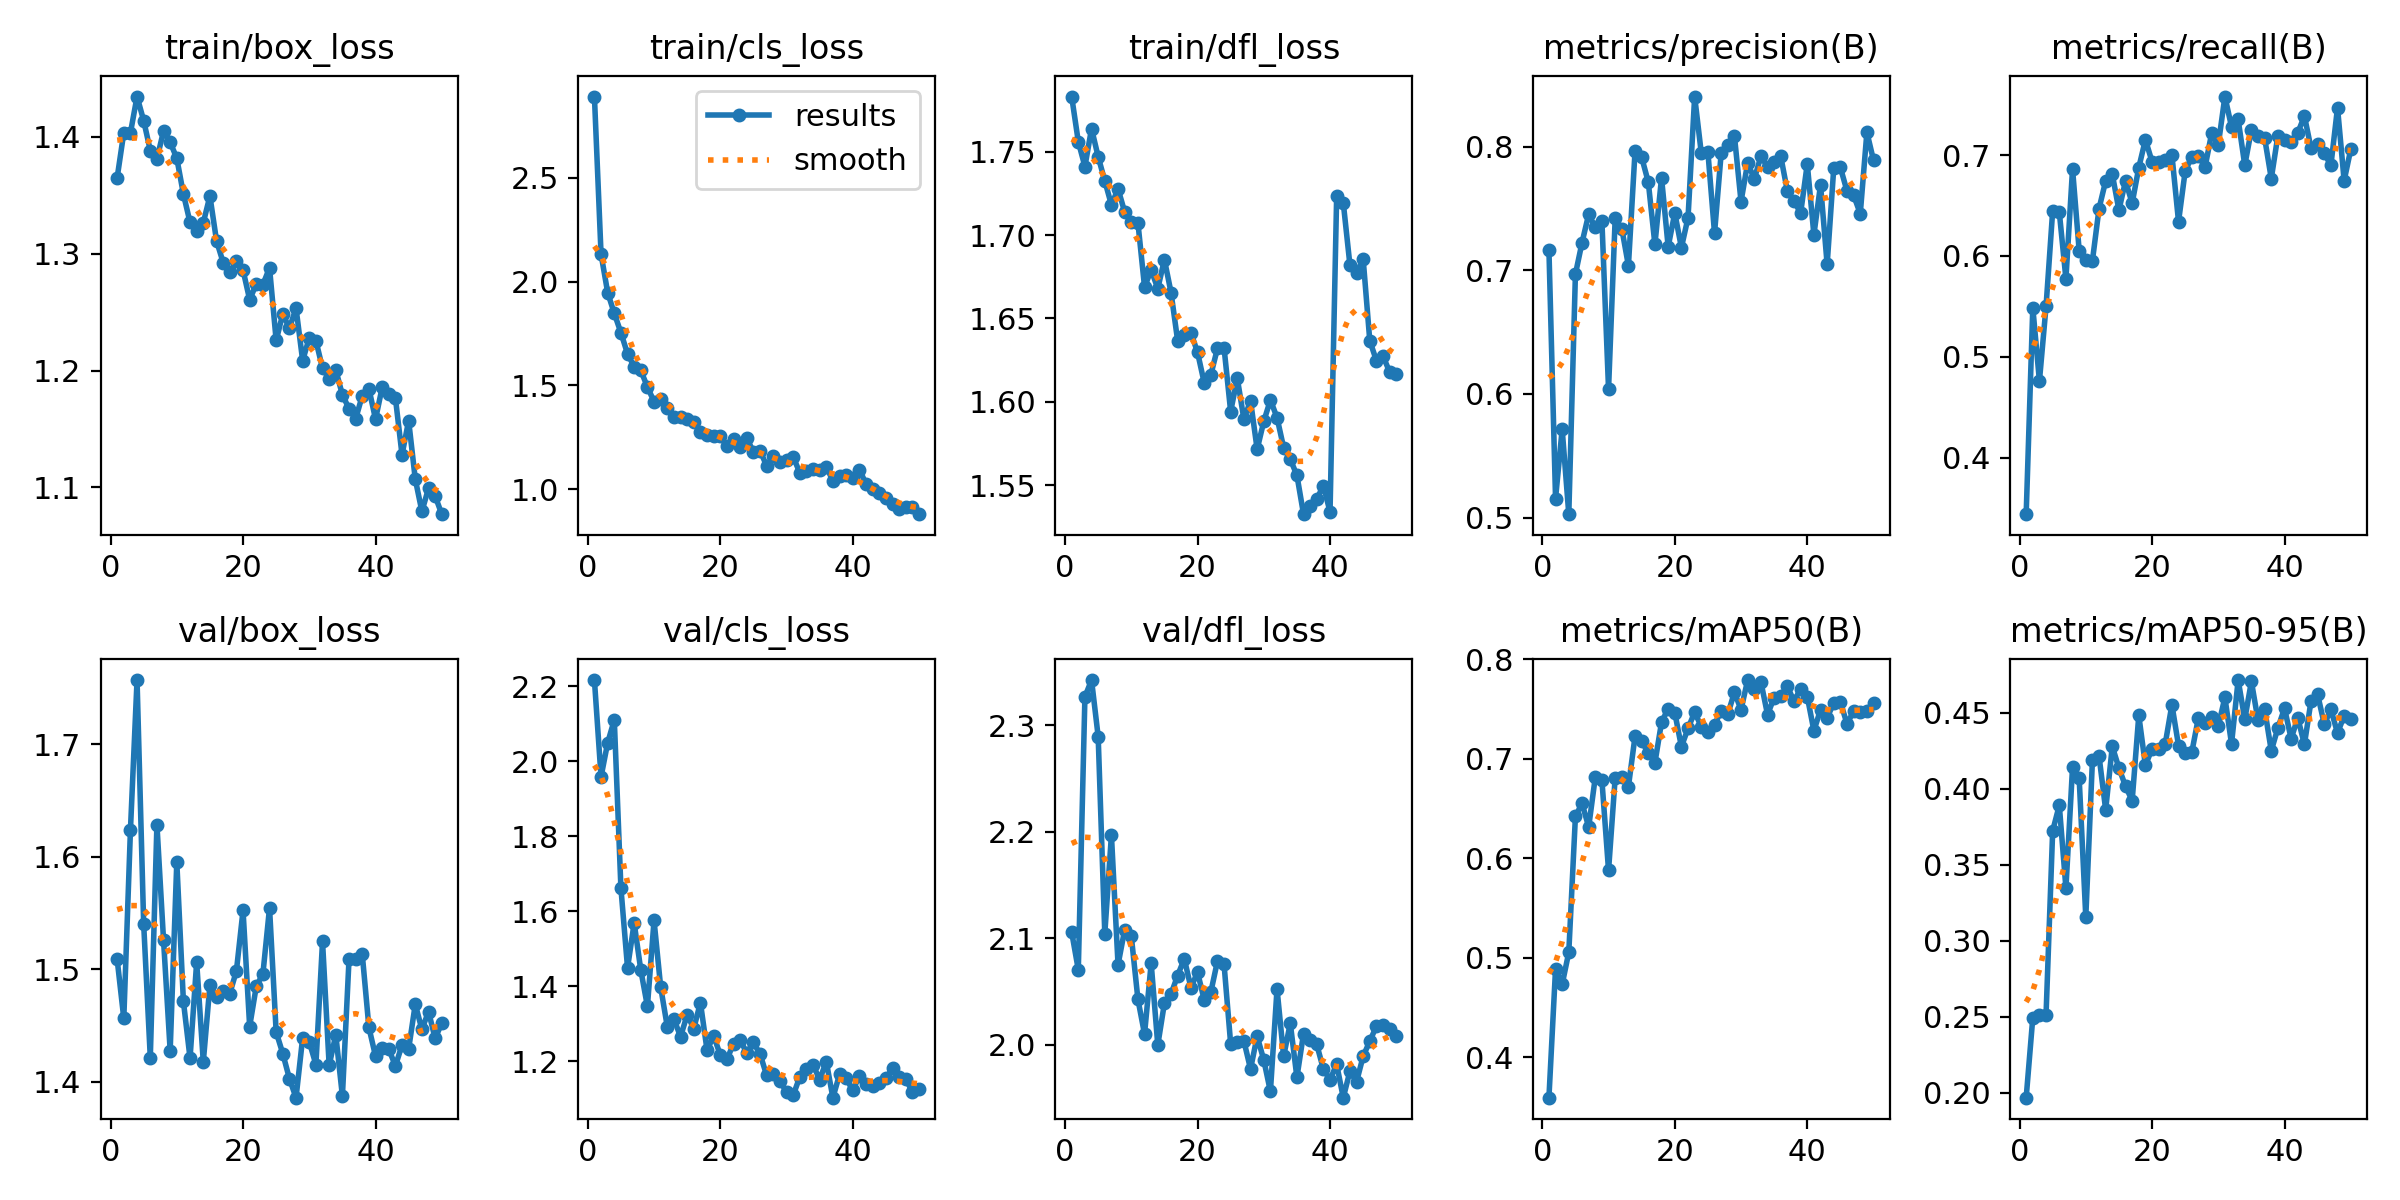 train/box_loss
1.4
1.3
1.2
1.1
0 20 40
train/cls_loss
results
smooth
2.5
2.0
1.5
1.0
0 20 40
train/dfl_loss
1.75
1.70
1.65
1.60
1.55
0 20 40
metrics/precision(B)
0.8
0.7
0.6
0.5
0 20 40
metrics/recall(B)
0.7
0.6
0.5
0.4
0 20 40
val/box_loss
1.7
1.6
1.5
1.4
0 20 40
val/cls_loss
2.2
2.0
1.8
1.6
1.4
1.2
0 20 40
val/dfl_loss
2.3
2.2
2.1
2.0
0 20 40
metrics/mAP50(B)
0.8
0.7
0.6
0.5
0.4
0 20 40
metrics/mAP50-95(B)
0.45
0.40
0.35
0.30
0.25
0.20
0 20 40